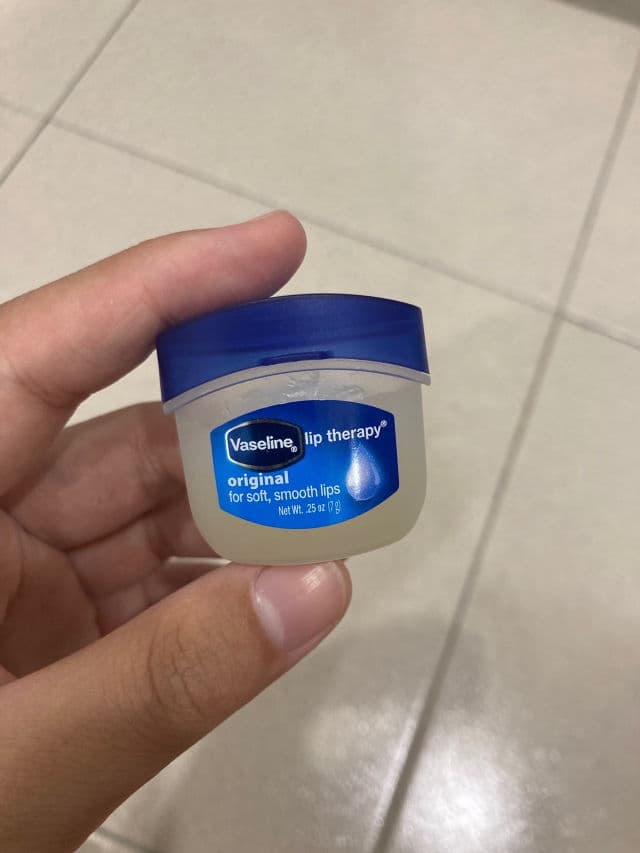 Vaseline® lip therapy®
original
for soft, smooth lips
Net Wt. .25 oz (7 g)